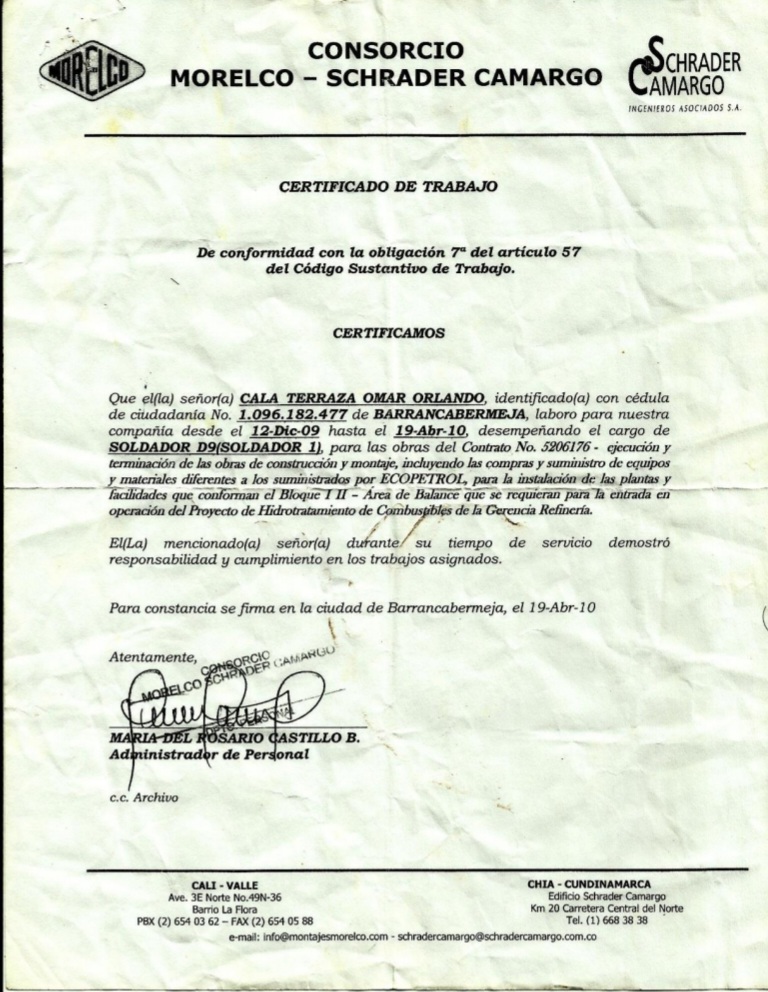 MORELCO
CONSORCIO
MORELCO – SCHRADER CAMARGO
SCHRADER
CAMARGO
INGENIEROS ASOCIADOS S.A.
CERTIFICADO DE TRABAJO
De conformidad con la obligación 7ª del artículo 57
del Código Sustantivo de Trabajo.
CERTIFICAMOS
Que el(la) señor(a) CALA TERRAZA OMAR ORLANDO, identificado(a) con cédula
de ciudadanía No. 1.096.182.477 de BARRANCABERMEJA, laboro para nuestra
compañía desde el 12-Dic-09 hasta el 19-Abr-10, desempeñando el cargo de
SOLDADOR D9(SOLDADOR 1), para las obras del Contrato No. 5206176 - ejecución y
terminación de las obras de construcción y montaje, incluyendo las compras y suministro de equipos
y materiales diferentes a los suministrados por ECOPETROL, para la instalación de las plantas y
facilidades que conforman el Bloque I II – Área de Balance que se requieran para la entrada en
operación del Proyecto de Hidrotratamiento de Combustibles de la Gerencia Refinería.
El(La) mencionado(a) señor(a) durante su tiempo de servicio demostró
responsabilidad y cumplimiento en los trabajos asignados.
Para constancia se firma en la ciudad de Barrancabermeja, el 19-Abr-10
Atentamente,
CONSORCIO
MORELCO SCHRADER CAMARGO
DPTO. PERSONAL
MARIA DEL ROSARIO CASTILLO B.
Administrador de Personal
c.c. Archivo
CALI - VALLE
Ave. 3E Norte No.49N-36
Barrio La Flora
PBX (2) 654 03 62 – FAX (2) 654 05 88
CHIA - CUNDINAMARCA
Edificio Schrader Camargo
Km 20 Carretera Central del Norte
Tel. (1) 668 38 38
e-mail: info@montajesmorelco.com - schradercamargo@schradercamargo.com.co